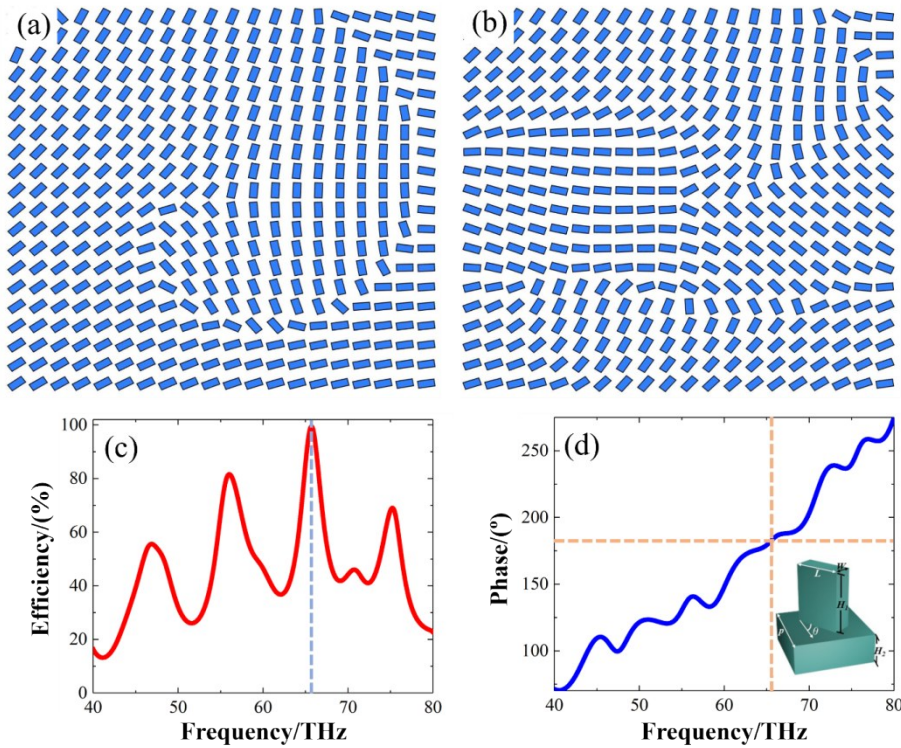 (a)
(b)
(c)
100
80
60
40
20
0
Efficiency/(%)
40 50 60 70 80
Frequency/THz
(d)
250
200
150
100
Phase/(º)
L
W
H₁
p
θ
H₂
40 50 60 70 80
Frequency/THz